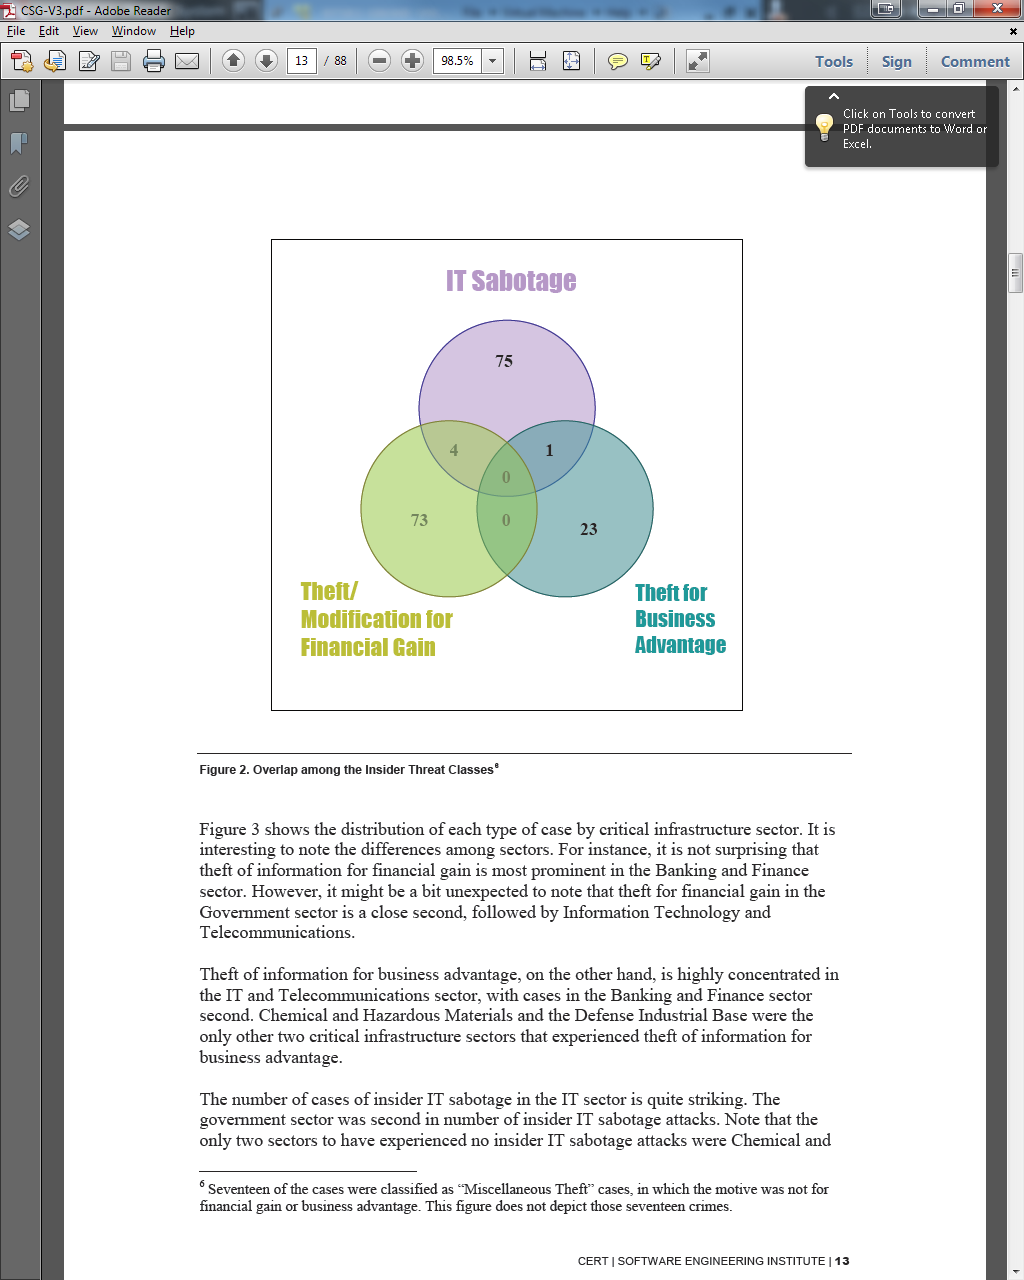 CSG-V3.pdf - Adobe Reader
File Edit View Window Help
13 / 88 98.5% Tools Sign Comment
Click on Tools to convert
PDF documents to Word or
Excel.
IT Sabotage
75
4 1
0
73 0 23
Theft/
Modification for
Financial Gain
Theft for
Business
Advantage
Figure 2. Overlap among the Insider Threat Classes⁶
Figure 3 shows the distribution of each type of case by critical infrastructure sector. It is
interesting to note the differences among sectors. For instance, it is not surprising that
theft of information for financial gain is most prominent in the Banking and Finance
sector. However, it might be a bit unexpected to note that theft for financial gain in the
Government sector is a close second, followed by Information Technology and
Telecommunications.
Theft of information for business advantage, on the other hand, is highly concentrated in
the IT and Telecommunications sector, with cases in the Banking and Finance sector
second. Chemical and Hazardous Materials and the Defense Industrial Base were the
only other two critical infrastructure sectors that experienced theft of information for
business advantage.
The number of cases of insider IT sabotage in the IT sector is quite striking. The
government sector was second in number of insider IT sabotage attacks. Note that the
only two sectors to have experienced no insider IT sabotage attacks were Chemical and
⁶ Seventeen of the cases were classified as “Miscellaneous Theft” cases, in which the motive was not for
financial gain or business advantage. This figure does not depict those seventeen crimes.
CERT | SOFTWARE ENGINEERING INSTITUTE | 13